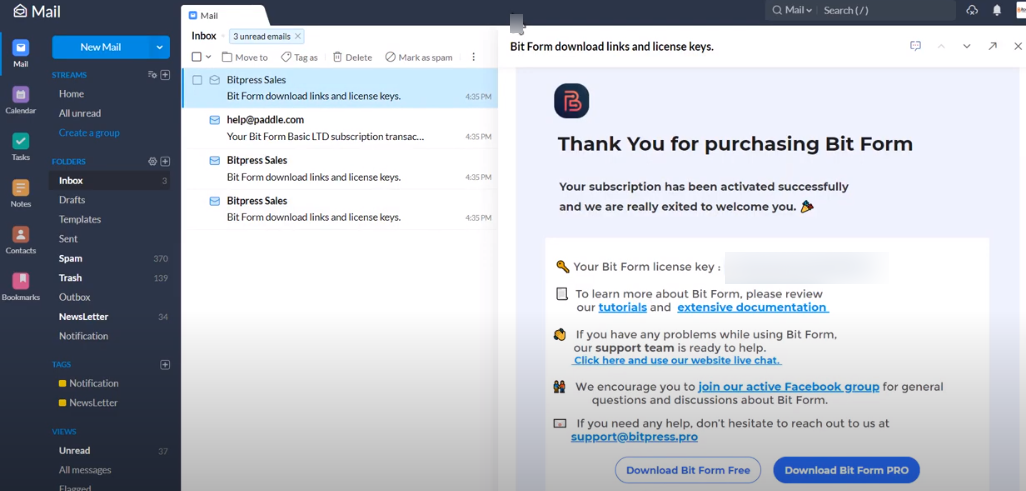 Mail
Mail
Calendar
Tasks
Notes
Contacts
Bookmarks
New Mail
STREAMS
Home
All unread
Create a group
FOLDERS
Inbox 3
Drafts
Templates
Sent
Spam 370
Trash 139
Outbox
NewsLetter 34
Notification
TAGS
Notification
NewsLetter
VIEWS
Unread 37
All messages
Flagged
Mail
Inbox 3 unread emails
Move to Tag as Delete Mark as spam
Bitpress Sales
Bit Form download links and license keys. 4:35 PM
help@paddle.com
Your Bit Form Basic LTD subscription transac... 4:35 PM
Bitpress Sales
Bit Form download links and license keys. 4:35 PM
Bitpress Sales
Bit Form download links and license keys. 4:35 PM
Mail Search (/)
Bit Form download links and license keys.
Thank You for purchasing Bit Form
Your subscription has been activated successfully
and we are really exited to welcome you.
Your Bit Form license key :
To learn more about Bit Form, please review
our tutorials and extensive documentation
If you have any problems while using Bit Form,
our support team is ready to help.
Click here and use our website live chat.
We encourage you to join our active Facebook group for general
questions and discussions about Bit Form.
If you need any help, don't hesitate to reach out to us at
support@bitpress.pro
Download Bit Form Free Download Bit Form PRO